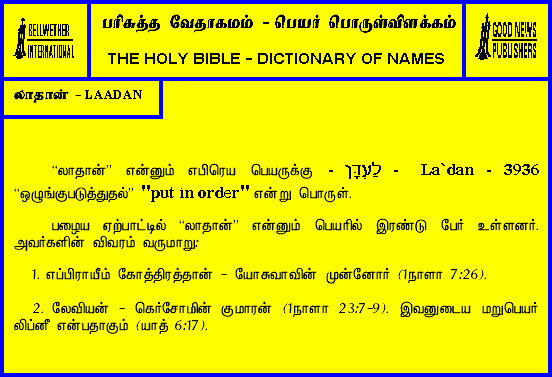 BELLWETHER
INTERNATIONAL
பரிசுத்த வேதாகமம் - பெயர் பொருள்விளக்கம்
THE HOLY BIBLE - DICTIONARY OF NAMES
GOOD NEWS
PUBLISHERS
லாதான் - LAADAN
“லாதான்” என்னும் எபிரெய பெயருக்கு - לַעְדָּן - La`dan - 3936
“ஒழுங்குபடுத்துதல்” "put in order" என்று பொருள்.
பழைய ஏற்பாட்டில் “லாதான்” என்னும் பெயரில் இரண்டு பேர் உள்ளனர்.
அவர்களின் விவரம் வருமாறு:
1. எப்பிராயீம் கோத்திரத்தான் - யோசுவாவின் முன்னோர் (1நாளா 7:26).
2. லேவியன் - கெர்சோமின் குமாரன் (1நாளா 23:7-9). இவனுடைய மறுபெயர்
லிப்னீ என்பதாகும் (யாத் 6:17).